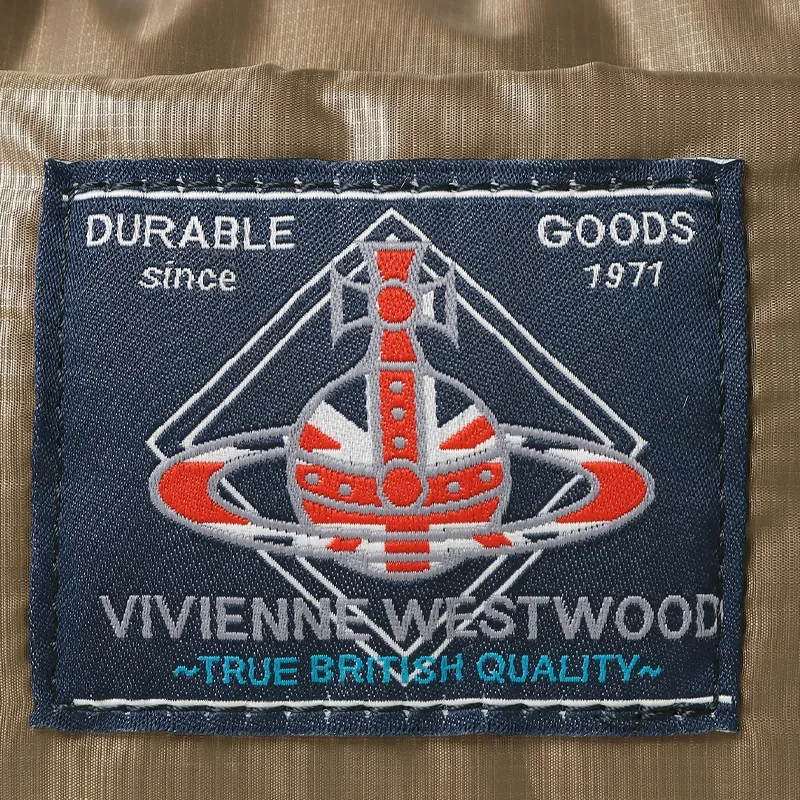 DURABLE GOODS
since 1971
VIVIENNE WESTWOOD
~TRUE BRITISH QUALITY~